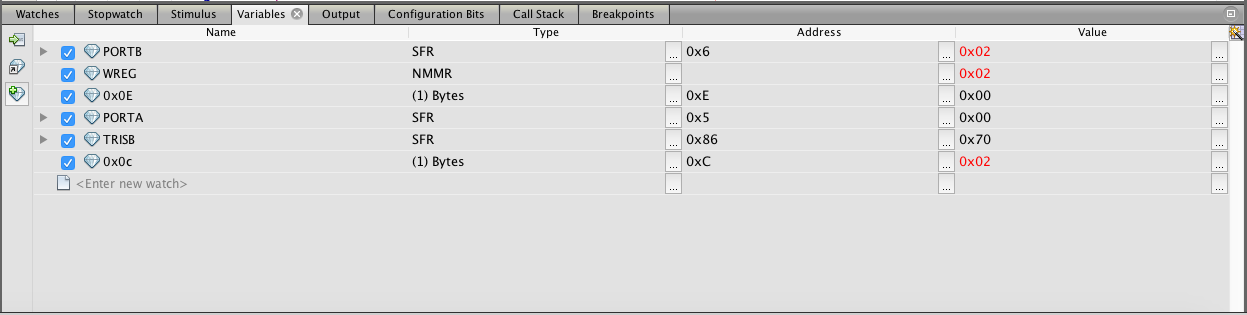 Watches Stopwatch Stimulus Variables Output Configuration Bits Call Stack Breakpoints
Name Type Address Value
PORTB SFR ... 0x6 ... 0x02 ...
WREG NMMR ... ... 0x02 ...
0x0E (1) Bytes ... 0xE ... 0x00 ...
PORTA SFR ... 0x5 ... 0x00 ...
TRISB SFR ... 0x86 ... 0x70 ...
0x0c (1) Bytes ... 0xC ... 0x02 ...
<Enter new watch> ... ... ...